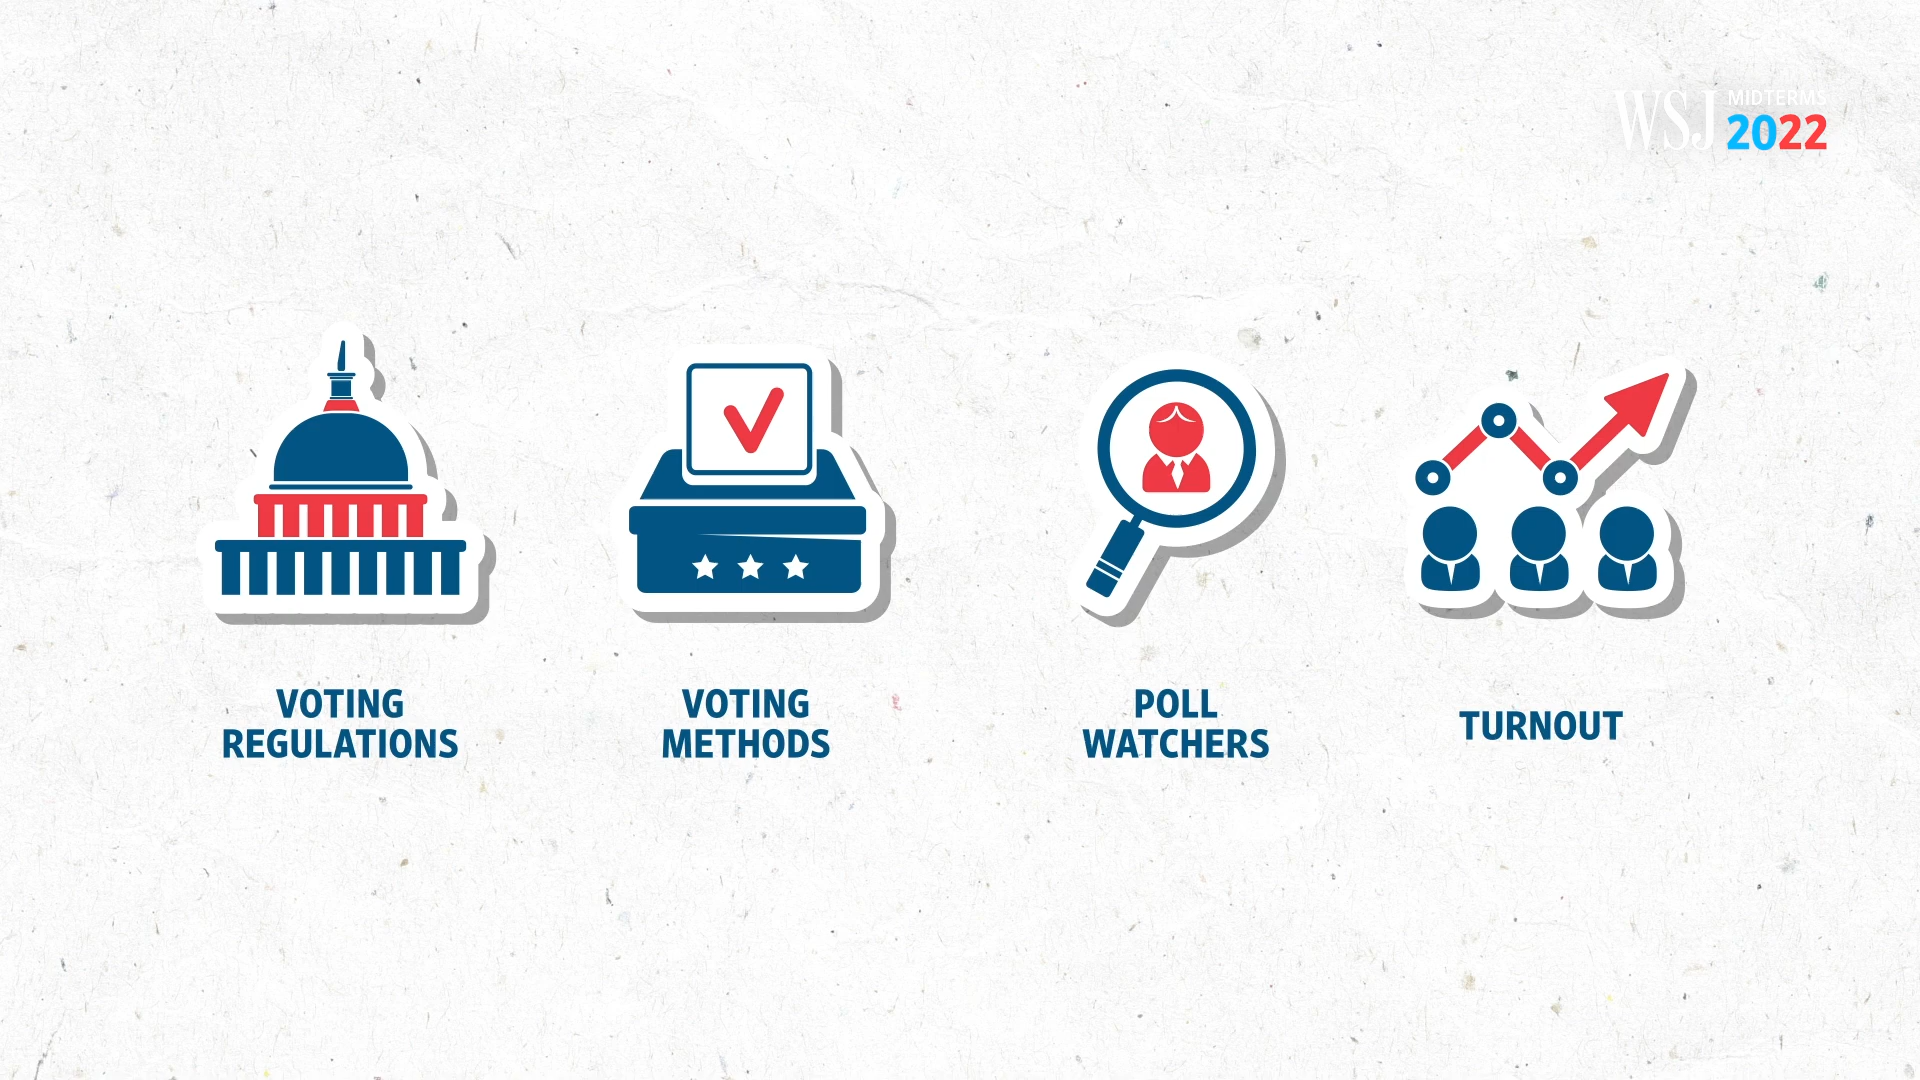 WSJ MIDTERMS
2022
VOTING
REGULATIONS
VOTING
METHODS
POLL
WATCHERS
TURNOUT